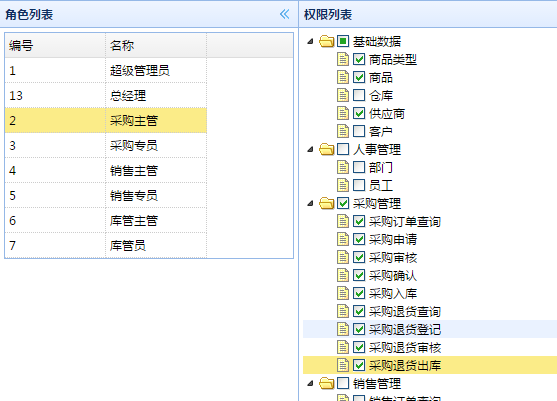 角色列表
编号 名称
1 超级管理员
13 总经理
2 采购主管
3 采购专员
4 销售主管
5 销售专员
6 库管主管
7 库管员
权限列表
基础数据
商品类型
商品
仓库
供应商
客户
人事管理
部门
员工
采购管理
采购订单查询
采购申请
采购审核
采购确认
采购入库
采购退货查询
采购退货登记
采购退货审核
采购退货出库
销售管理
销售订单查询